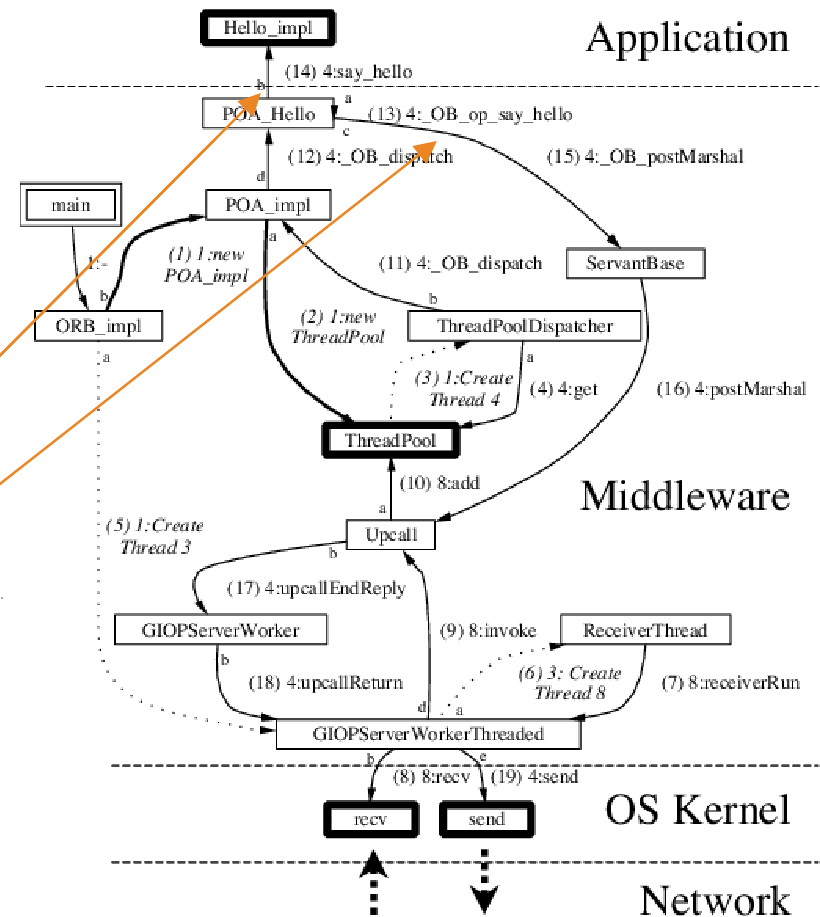 Hello_impl
Application
(14) 4:say_hello
b
a
POA_Hello
(13) 4:_OB_op_say_hello
c
(12) 4:_OB_dispatch
(15) 4:_OB_postMarshal
d
main
POA_impl
a
(1) 1:new
POA_impl
1:-
(11) 4:_OB_dispatch
ServantBase
b
b
(2) 1:new
ThreadPool
ORB_impl
ThreadPoolDispatcher
a
a
(3) 1:Create
Thread 4
(4) 4:get
(16) 4:postMarshal
ThreadPool
(10) 8:add
Middleware
a
(5) 1:Create
Thread 3
Upcall
b
(17) 4:upcallEndReply
GIOPServerWorker
(9) 8:invoke
ReceiverThread
b
(18) 4:upcallReturn
(6) 3: Create
Thread 8
(7) 8:receiverRun
d
a
GIOPServerWorkerThreaded
b
e
(8) 8:recv
(19) 4:send
OS Kernel
recv
send
Network